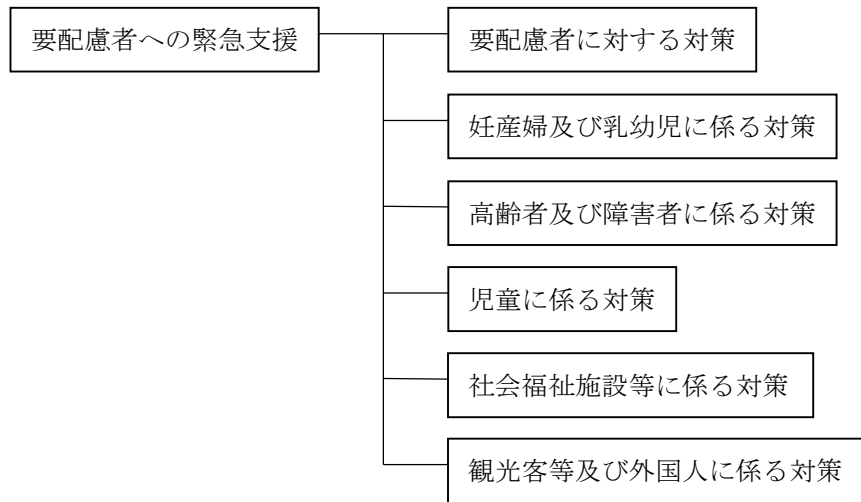 要配慮者への緊急支援
要配慮者に対する対策
妊産婦及び乳幼児に係る対策
高齢者及び障害者に係る対策
児童に係る対策
社会福祉施設等に係る対策
観光客等及び外国人に係る対策